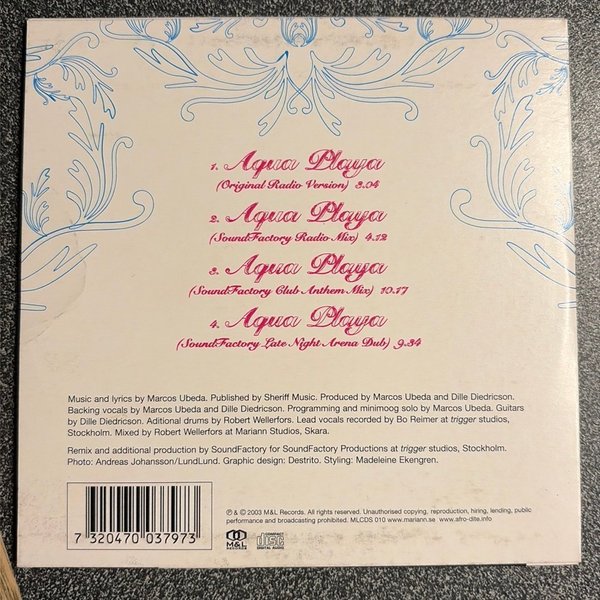 1. Aqua Playa
(Original Radio Version) 3.04
2. Aqua Playa
(SoundFactory Radio Mix) 4.12
3. Aqua Playa
(SoundFactory Club Anthem Mix) 10.17
4. Aqua Playa
(SoundFactory Late Night Arena Dub) 9.34
Music and lyrics by Marcos Ubeda. Published by Sheriff Music. Produced by Marcos Ubeda and Dille Diedricson.
Backing vocals by Marcos Ubeda and Dille Diedricson. Programming and minimoog solo by Marcos Ubeda. Guitars
by Dille Diedricson. Aditional drums by Robert Wellerfors. Lead vocals recorded by Bo Reimer at trigger studios,
Stockholm. Mixed by Robert Wellerfors at Mariann Studios, Skara.
Remix and additional production by SoundFactory for SoundFactory Productions at trigger studios, Stockholm.
Photo: Andreas Johansson/LundLund. Graphic design: Destrito. Styling: Madeleine Ekengren.
℗ & © 2003 M&L Records. All rights reserved. Unauthorised copying, reproduction, hiring, lending, public
performance and broadcasting prohibited. MLCDS 010 www.mariann.se www.afro-dite.info
7 320470 037973
M&L
RECORDS
COMPACT
disc
DIGITAL AUDIO